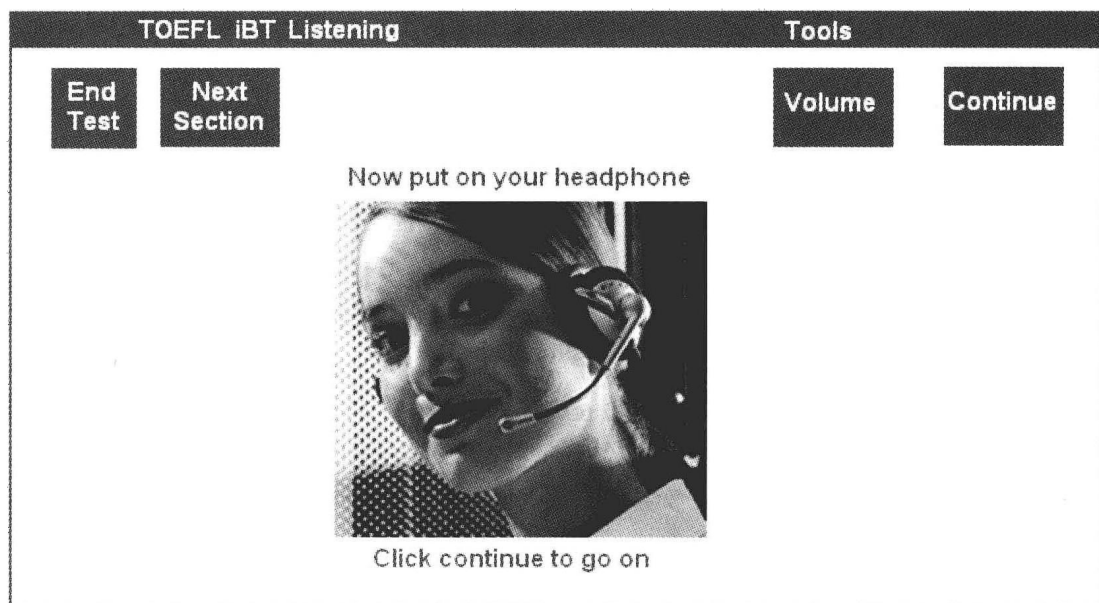 TOEFL iBT Listening Tools
End Test
Next Section
Volume
Continue
Now put on your headphone
Click continue to go on